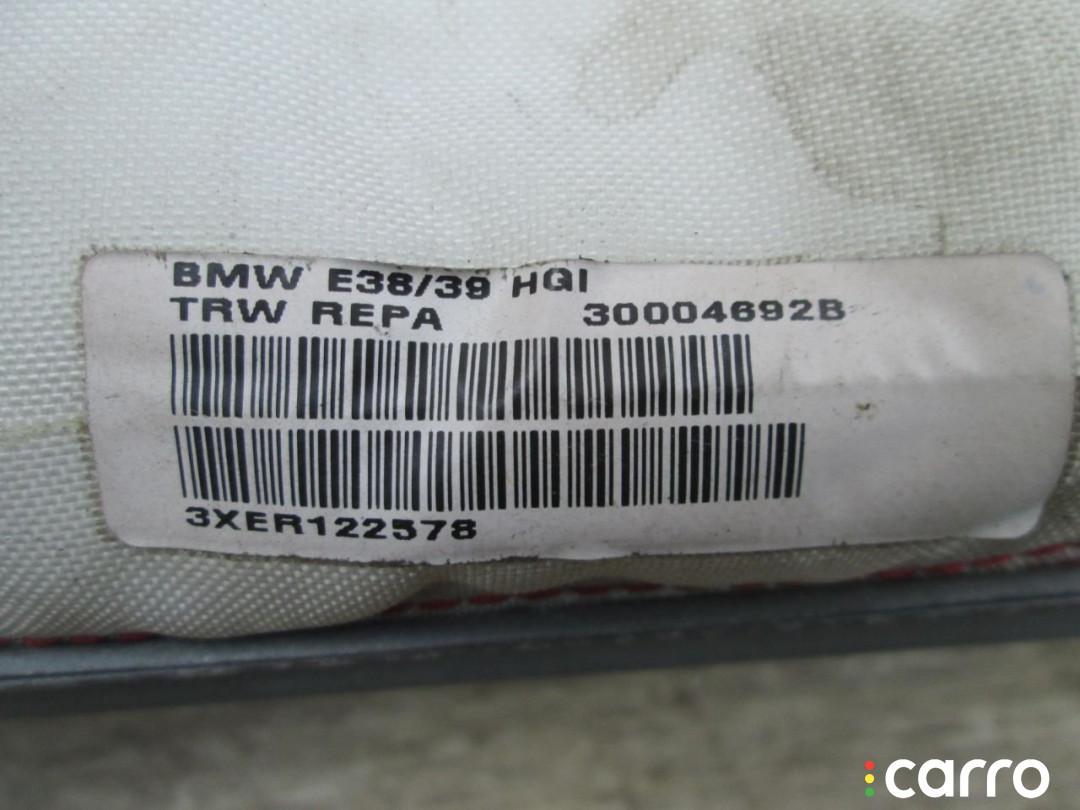 BMW E38/39 HQI
TRW REPA 30004692B
3XER122578
carro